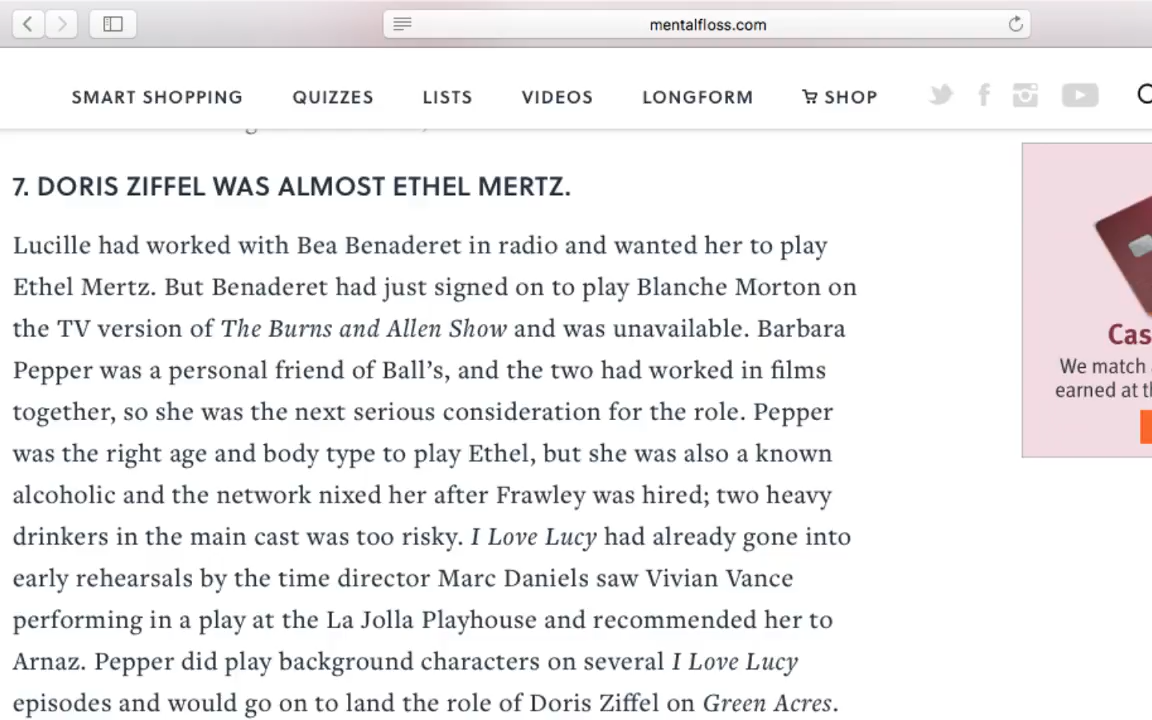 mentalfloss.com
SMART SHOPPING QUIZZES LISTS VIDEOS LONGFORM SHOP
7. DORIS ZIFFEL WAS ALMOST ETHEL MERTZ.
Lucille had worked with Bea Benaderet in radio and wanted her to play
Ethel Mertz. But Benaderet had just signed on to play Blanche Morton on
the TV version of The Burns and Allen Show and was unavailable. Barbara
Pepper was a personal friend of Ball’s, and the two had worked in films
together, so she was the next serious consideration for the role. Pepper
was the right age and body type to play Ethel, but she was also a known
alcoholic and the network nixed her after Frawley was hired; two heavy
drinkers in the main cast was too risky. I Love Lucy had already gone into
early rehearsals by the time director Marc Daniels saw Vivian Vance
performing in a play at the La Jolla Playhouse and recommended her to
Arnaz. Pepper did play background characters on several I Love Lucy
episodes and would go on to land the role of Doris Ziffel on Green Acres.
Cas
We match
earned at t